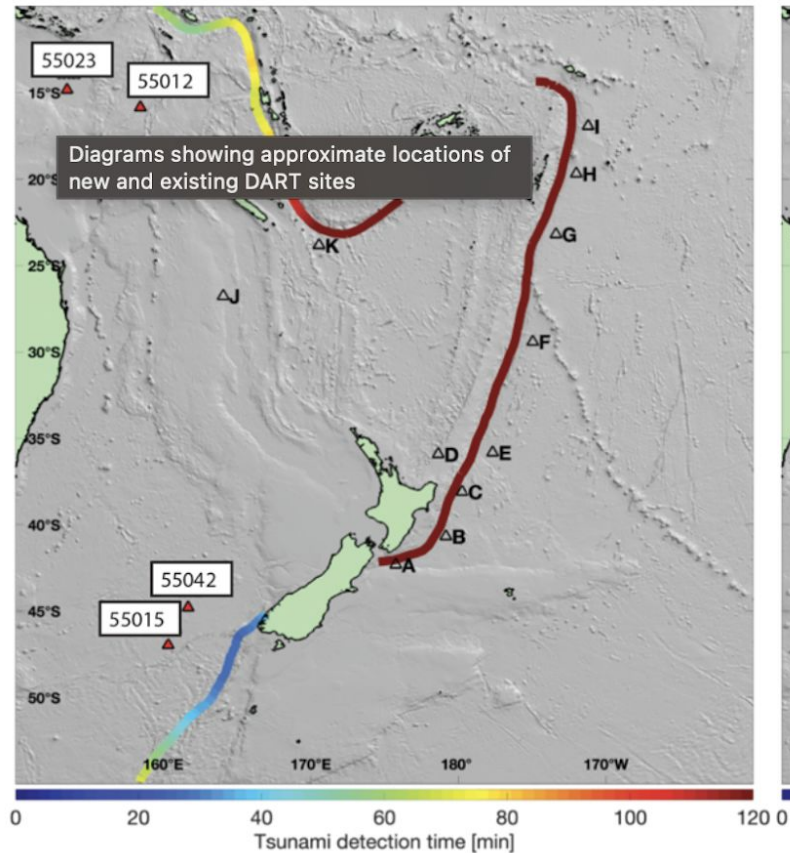 55023
55012
15°S
I
Diagrams showing approximate locations of
new and existing DART sites
20°
H
G
K
25°S
J
30°S
F
35°S
D
E
C
40°S
B
A
55042
45°S
55015
50°S
160°E 170°E 180° 170°W
0 20 40 60 80 100 120 0
Tsunami detection time [min]